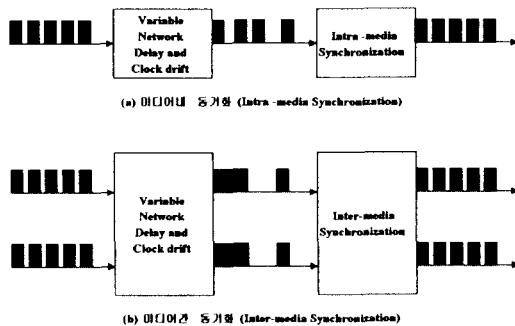 Variable
Network
Delay and
Clock drift
Intra -media
Synchronization
(a) 미디어내 동기화 (Intra -media Synchronization)
Variable
Network
Delay and
Clock drift
Inter-media
Synchronization
(b) 미디어간 동기화 (Inter-media Synchronization)